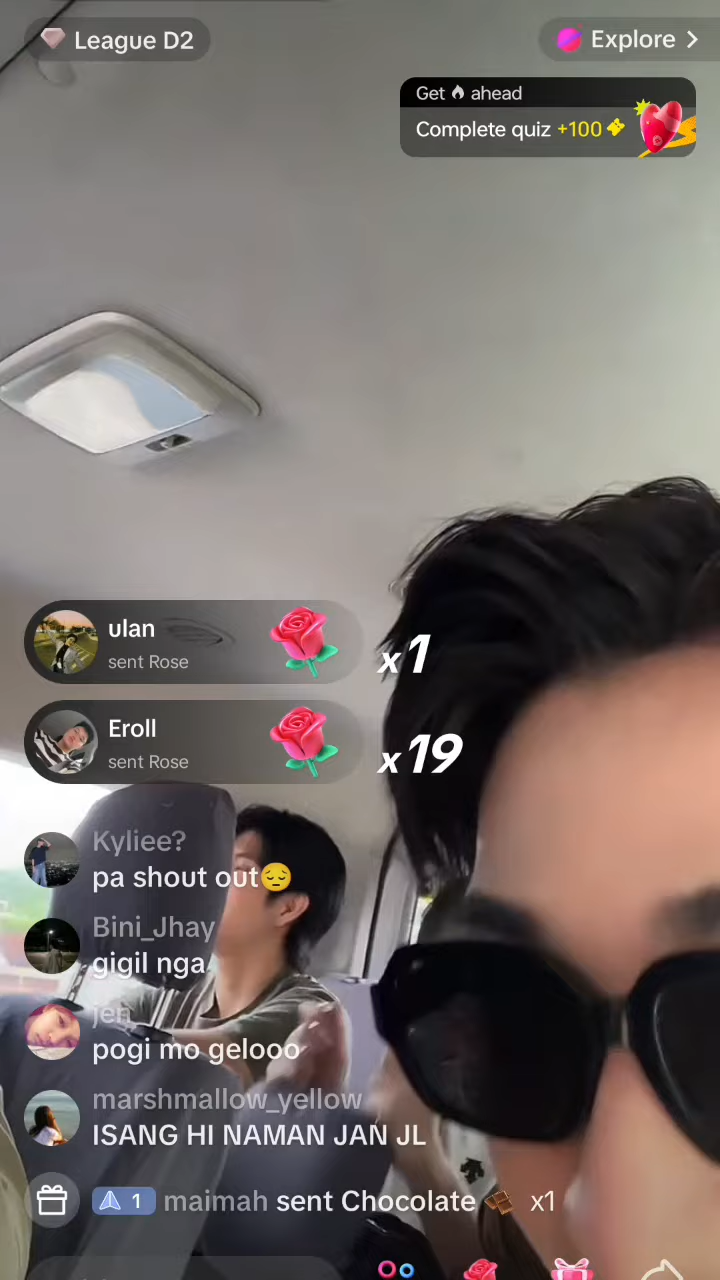 League D2
Explore
Get ahead
Complete quiz +100
ulan
sent Rose
x1
Eroll
sent Rose
x19
Kyliee?
pa shout out😔
Bini_Jhay
gigil nga
jen
pogi mo gelooo
marshmallow_yellow
ISANG HI NAMAN JAN JL
1 maimah sent Chocolate x1